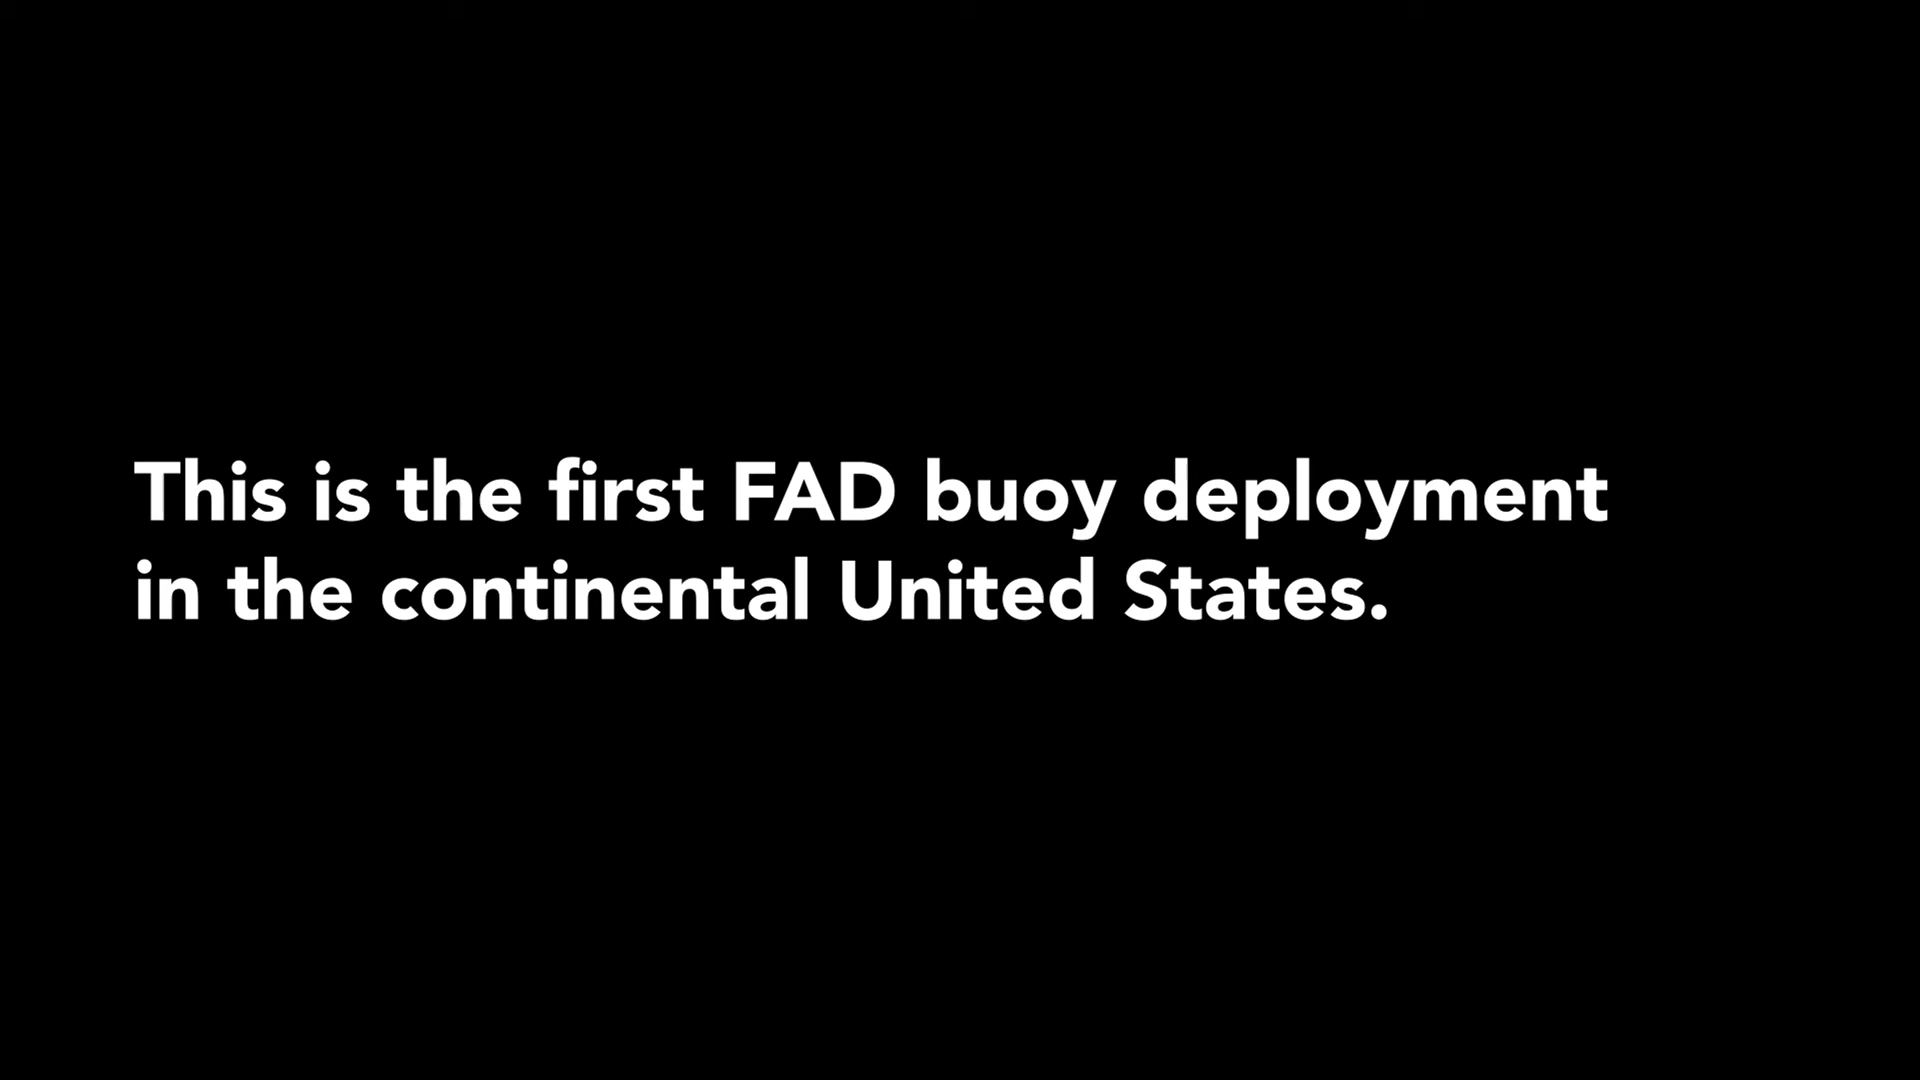 This is the first FAD buoy deployment
in the continental United States.